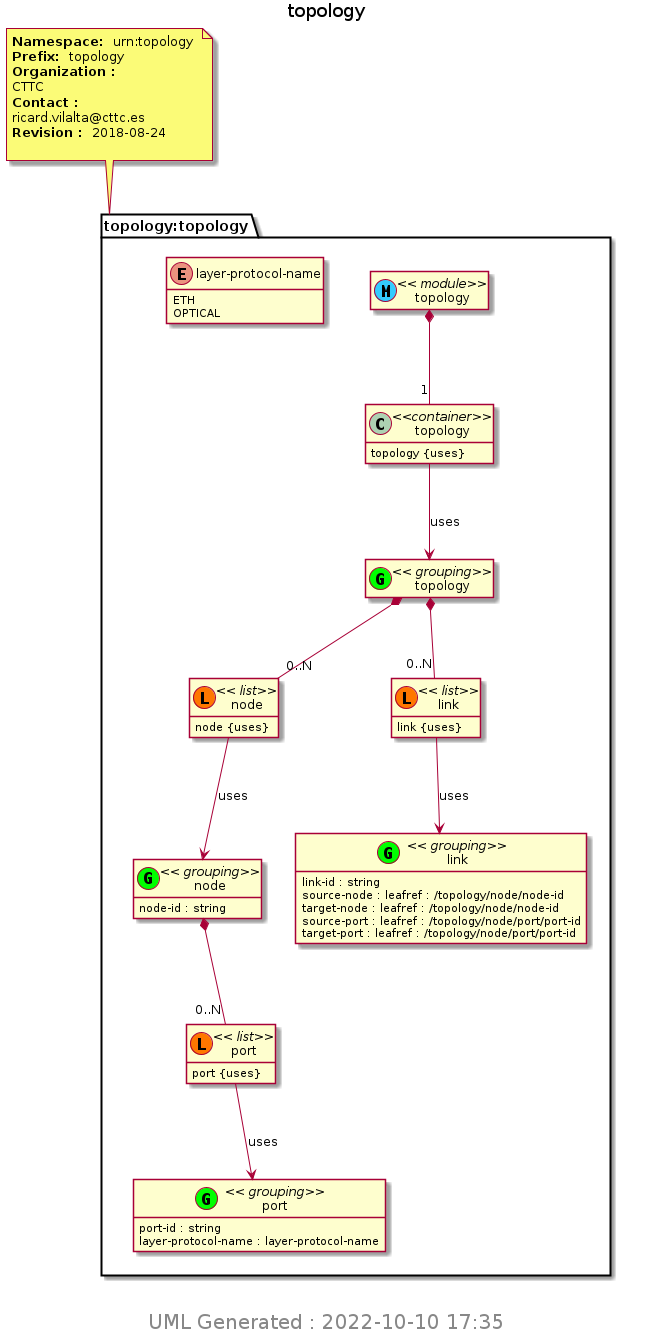 topology
Namespace: urn:topology
Prefix: topology
Organization :
CTTC
Contact :
ricard.vilalta@cttc.es
Revision : 2018-08-24
topology:topology
E layer-protocol-name
ETH
OPTICAL
M << module>>
topology
1
C <<container>>
topology
topology {uses}
uses
G << grouping>>
topology
0..N
0..N
L << list>>
node
node {uses}
L << list>>
link
link {uses}
uses
uses
G << grouping>>
node
node-id : string
G << grouping>>
link
link-id : string
source-node : leafref : /topology/node/node-id
target-node : leafref : /topology/node/node-id
source-port : leafref : /topology/node/port/port-id
target-port : leafref : /topology/node/port/port-id
0..N
L << list>>
port
port {uses}
uses
G << grouping>>
port
port-id : string
layer-protocol-name : layer-protocol-name
UML Generated : 2022-10-10 17:35